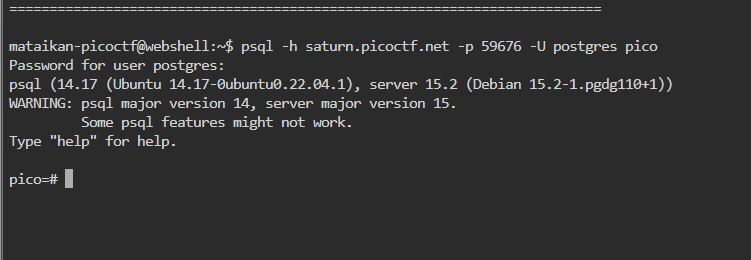 ==========================================================================
mataikan-picoctf@webshell:~$ psql -h saturn.picoctf.net -p 59676 -U postgres pico
Password for user postgres:
psql (14.17 (Ubuntu 14.17-0ubuntu0.22.04.1), server 15.2 (Debian 15.2-1.pgdg110+1))
WARNING: psql major version 14, server major version 15.
         Some psql features might not work.
Type "help" for help.
pico=#